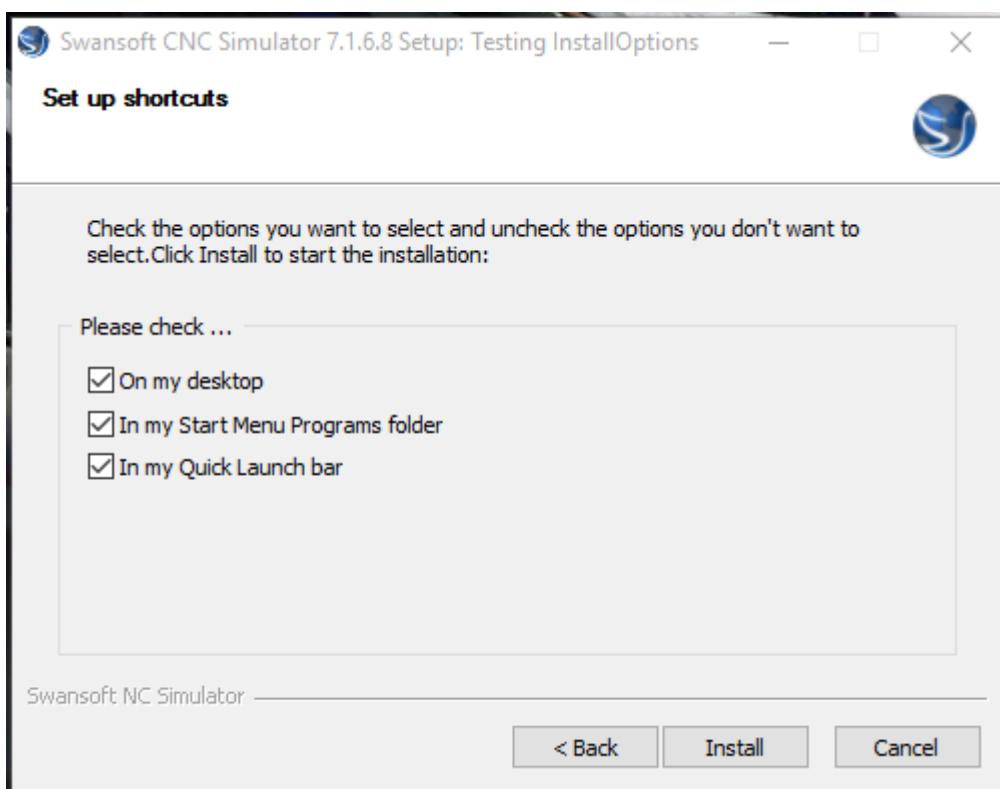 Swansoft CNC Simulator 7.1.6.8 Setup: Testing InstallOptions
Set up shortcuts
Check the options you want to select and uncheck the options you don't want to
select.Click Install to start the installation:
Please check ...
On my desktop
In my Start Menu Programs folder
In my Quick Launch bar
Swansoft NC Simulator
< Back Install Cancel